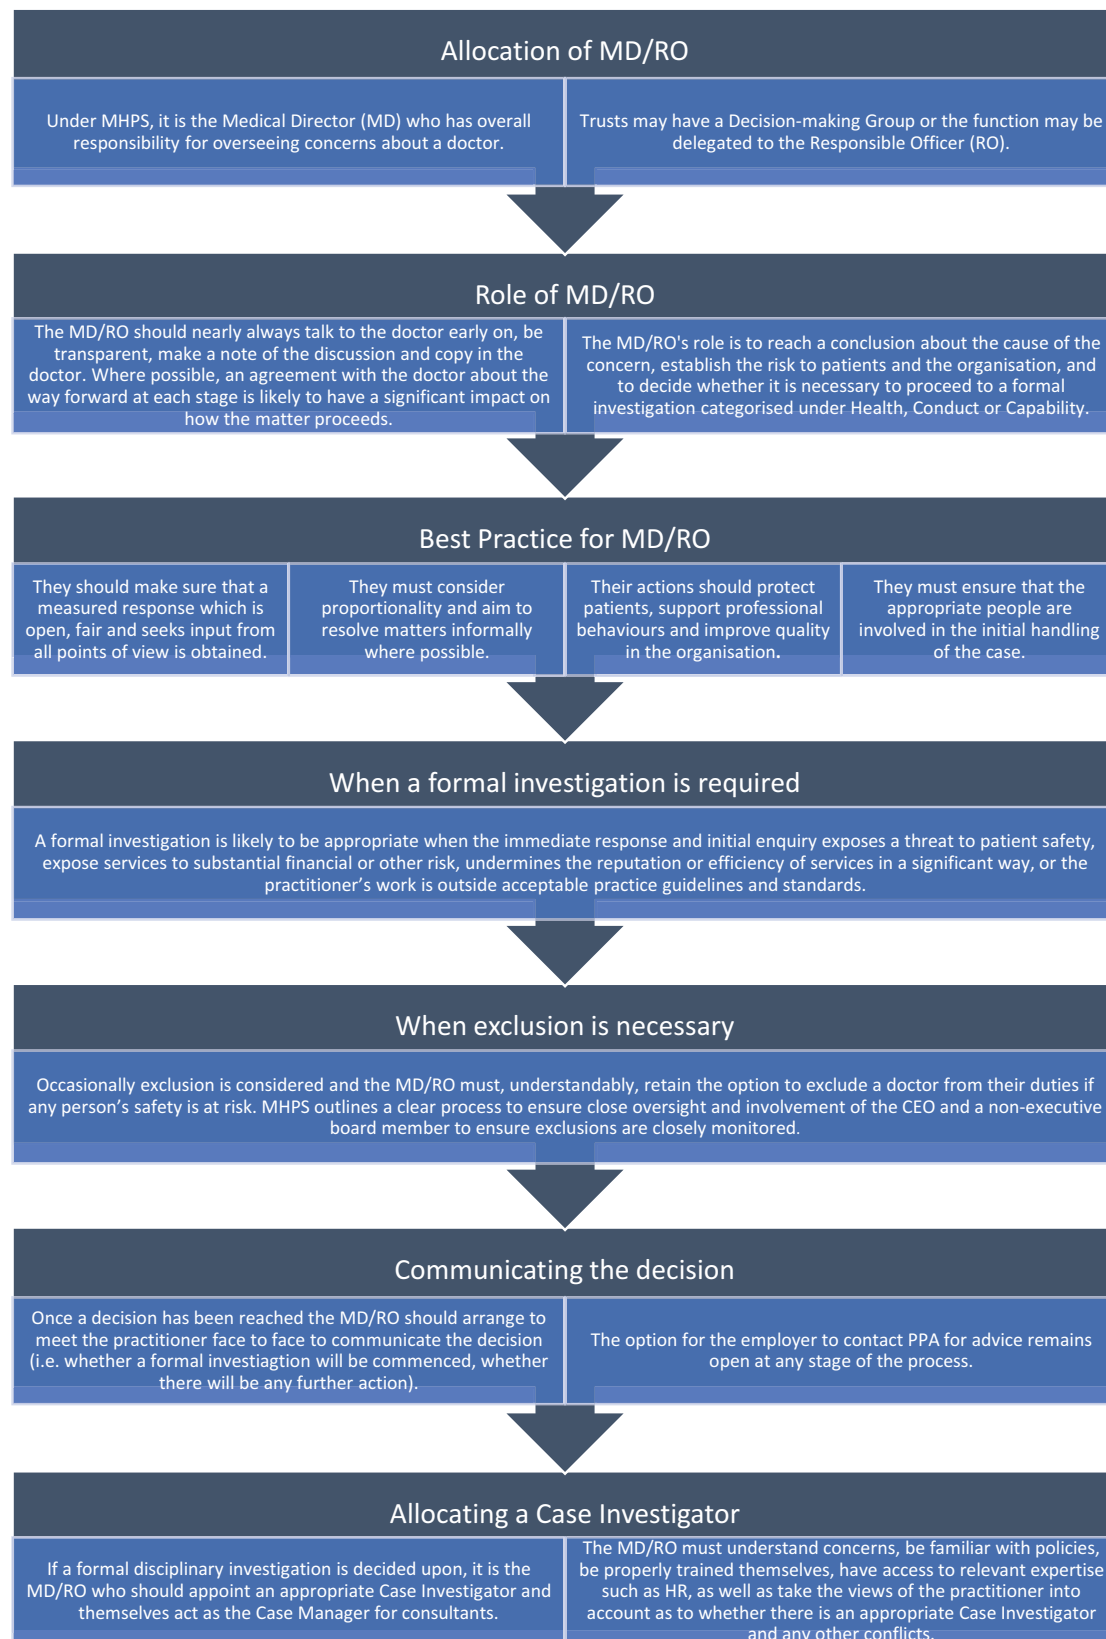 Allocation of MD/RO
Under MHPS, it is the Medical Director (MD) who has overall
responsibility for overseeing concerns about a doctor.
Trusts may have a Decision-making Group or the function may be
delegated to the Responsible Officer (RO).
Role of MD/RO
The MD/RO should nearly always talk to the doctor early on, be
transparent, make a note of the discussion and copy in the
doctor. Where possible, an agreement with the doctor about the
way forward at each stage is likely to have a significant impact on
how the matter proceeds.
The MD/RO's role is to reach a conclusion about the cause of the
concern, establish the risk to patients and the organisation, and
to decide whether it is necessary to proceed to a formal
investigation categorised under Health, Conduct or Capability.
Best Practice for MD/RO
They should make sure that a
measured response which is
open, fair and seeks input from
all points of view is obtained.
They must consider
proportionality and aim to
resolve matters informally
where possible.
Their actions should protect
patients, support professional
behaviours and improve quality
in the organisation.
They must ensure that the
appropriate people are
involved in the initial handling
of the case.
When a formal investigation is required
A formal investigation is likely to be appropriate when the immediate response and initial enquiry exposes a threat to patient safety,
expose services to substantial financial or other risk, undermines the reputation or efficiency of services in a significant way, or the
practitioner's work is outside acceptable practice guidelines and standards.
When exclusion is necessary
Occasionally exclusion is considered and the MD/RO must, understandably, retain the option to exclude a doctor from their duties if
any person's safety is at risk. MHPS outlines a clear process to ensure close oversight and involvement of the CEO and a non-executive
board member to ensure exclusions are closely monitored.
Communicating the decision
Once a decision has been reached the MD/RO should arrange to
meet the practitioner face to face to communicate the decision
(i.e. whether a formal investiagtion will be commenced, whether
there will be any further action).
The option for the employer to contact PPA for advice remains
open at any stage of the process.
Allocating a Case Investigator
If a formal disciplinary investigation is decided upon, it is the
MD/RO who should appoint an appropriate Case Investigator and
themselves act as the Case Manager for consultants.
The MD/RO must understand concerns, be familiar with policies,
be properly trained themselves, have access to relevant expertise
such as HR, as well as take the views of the practitioner into
account as to whether there is an appropriate Case Investigator
and any other conflicts.